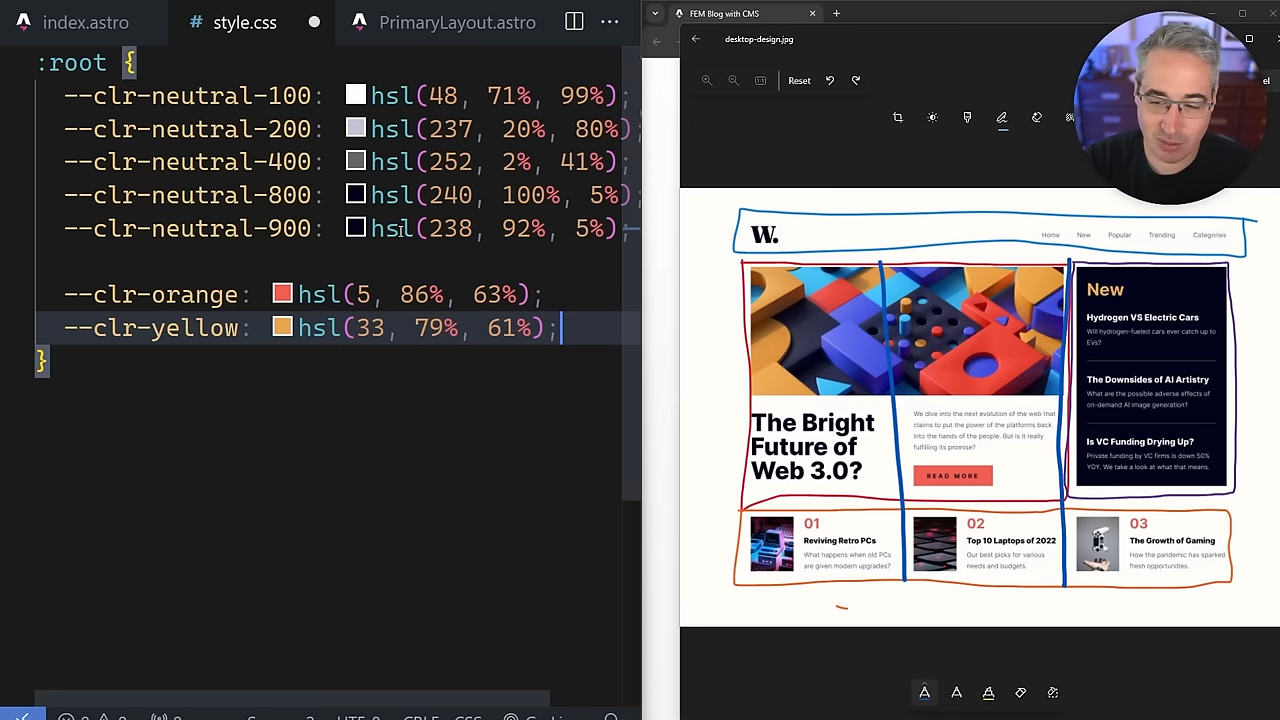 index.astro
# style.css
PrimaryLayout.astro
:root {
--clr-neutral-100: hsl(48, 71%, 99%);
--clr-neutral-200: hsl(237, 20%, 80%);
--clr-neutral-400: hsl(252, 2%, 41%);
--clr-neutral-800: hsl(240, 100%, 5%);
--clr-neutral-900: hsl(238, 92%, 5%);
--clr-orange: hsl(5, 86%, 63%);
--clr-yellow: hsl(33, 79%, 61%);
}
FEM Blog with CMS
desktop-design.jpg
Reset
W.
Home New Popular Trending Categories
The Bright
Future of
Web 3.0?
We dive into the next evolution of the web that
claims to put the power of the platforms back
into the hands of the people. But is it really
fulfilling its promise?
READ MORE
New
Hydrogen VS Electric Cars
Will hydrogen-fueled cars ever catch up to
EVs?
The Downsides of AI Artistry
What are the possible adverse effects of
on-demand AI image generation?
Is VC Funding Drying Up?
Private funding by VC firms is down 50%
YOY. We take a look at what that means.
01
Reviving Retro PCs
What happens when old PCs
are given modern upgrades?
02
Top 10 Laptops of 2022
Our best picks for various
needs and budgets.
03
The Growth of Gaming
How the pandemic has sparked
fresh opportunities.